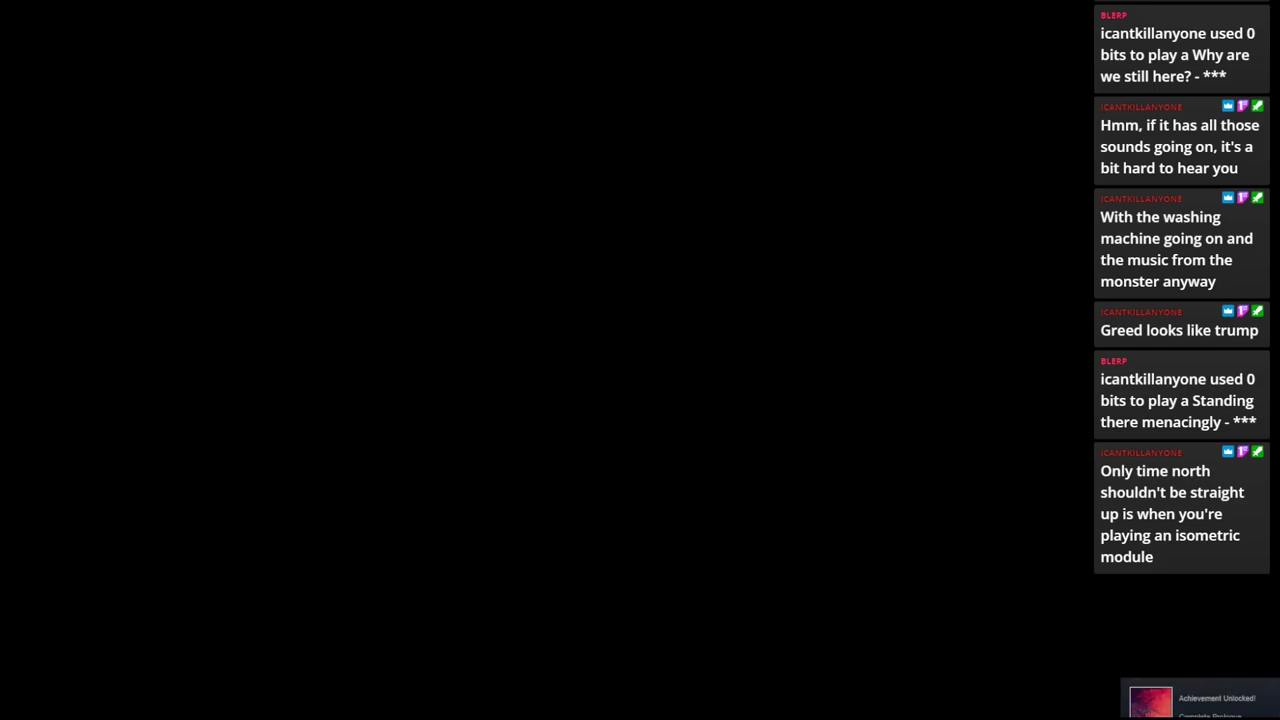 BLERP
icantkillanyone used 0
bits to play a Why are
we still here? - ***
ICANTKILLANYONE
Hmm, if it has all those
sounds going on, it's a
bit hard to hear you
ICANTKILLANYONE
With the washing
machine going on and
the music from the
monster anyway
ICANTKILLANYONE
Greed looks like trump
BLERP
icantkillanyone used 0
bits to play a Standing
there menacingly - ***
ICANTKILLANYONE
Only time north
shouldn't be straight
up is when you're
playing an isometric
module
Achievement Unlocked!
Complete Prologue